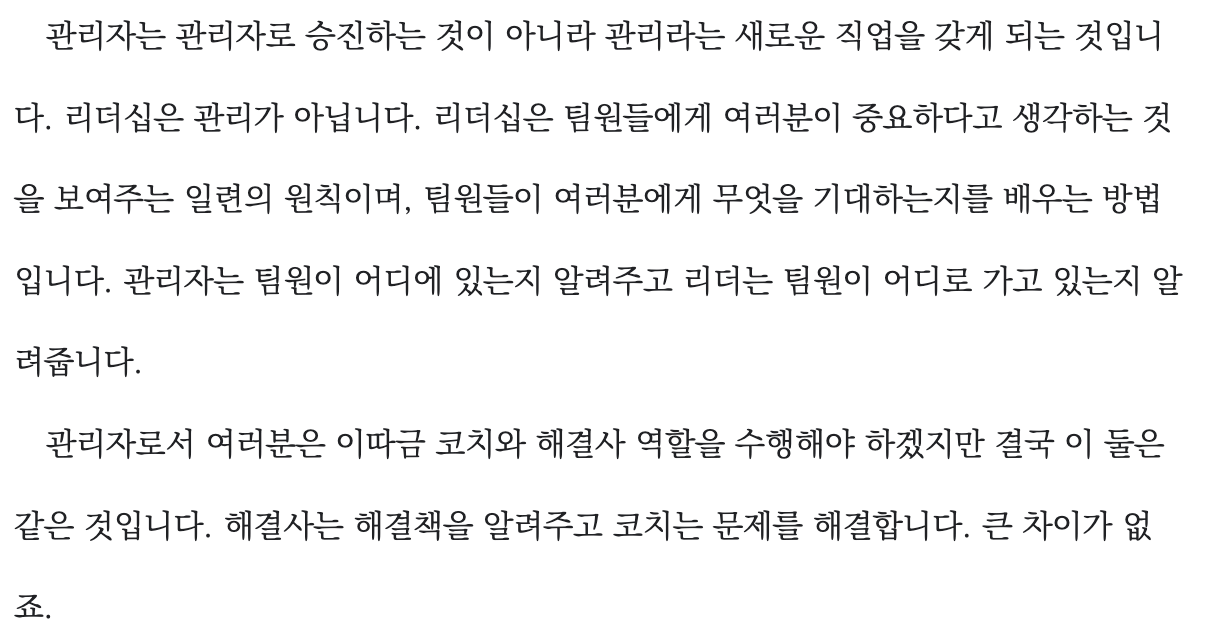 관리자는 관리자로 승진하는 것이 아니라 관리라는 새로운 직업을 갖게 되는 것입니
다. 리더십은 관리가 아닙니다. 리더십은 팀원들에게 여러분이 중요하다고 생각하는 것
을 보여주는 일련의 원칙이며, 팀원들이 여러분에게 무엇을 기대하는지를 배우는 방법
입니다. 관리자는 팀원이 어디에 있는지 알려주고 리더는 팀원이 어디로 가고 있는지 알
려줍니다.
관리자로서 여러분은 이따금 코치와 해결사 역할을 수행해야 하겠지만 결국 이 둘은
같은 것입니다. 해결사는 해결책을 알려주고 코치는 문제를 해결합니다. 큰 차이가 없
죠.